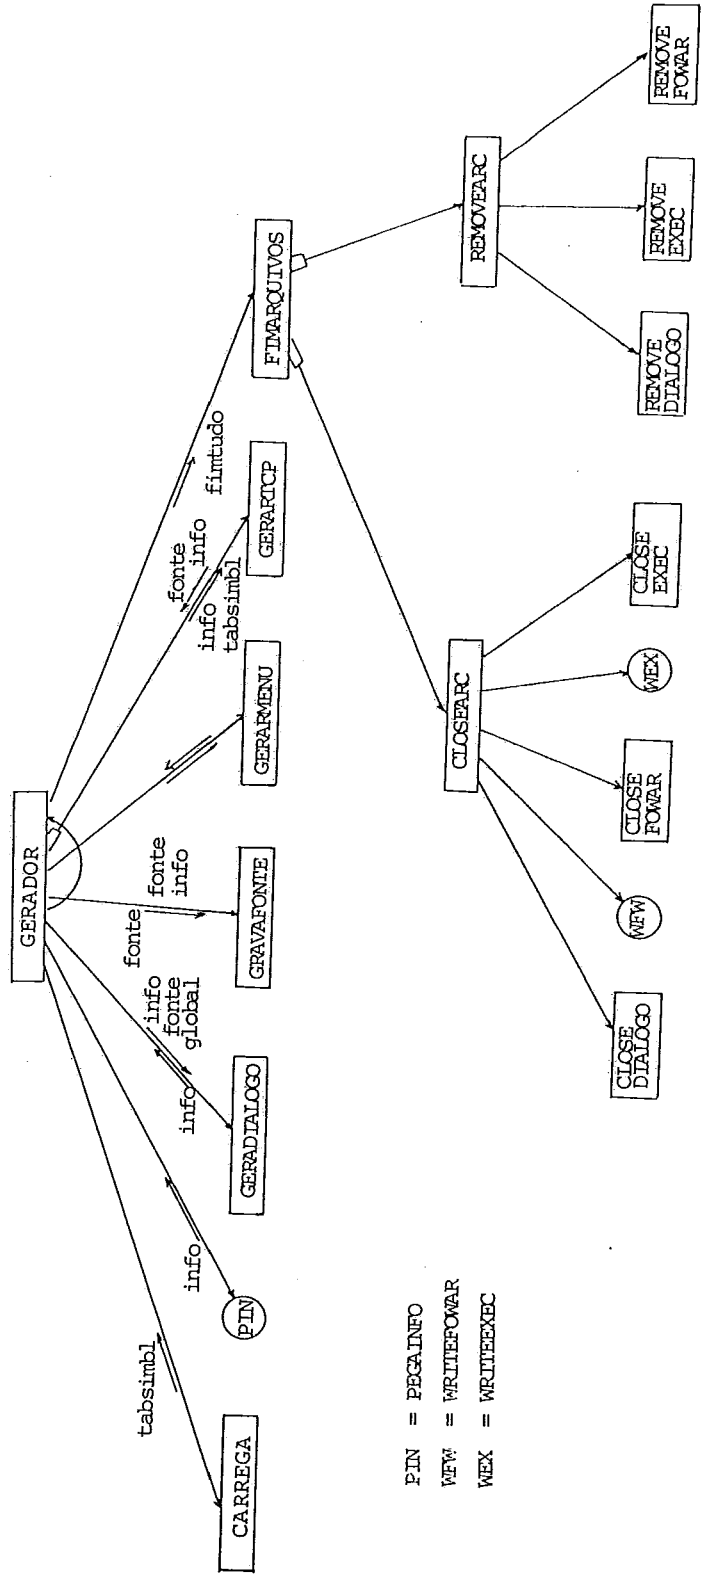 GERADOR
tabsimbl
info
info
info
fonte
global
fonte
fonte
info
fonte
info
info
tabsimbl
fimtudo
CARREGA
PIN
GERADIALOGO
GRAVAFONTE
GERARMENU
GERARTCP
FIMARQUIVOS
CLOSEARC
REMOVEARC
CLOSE
DIALOGO
WFW
CLOSE
FOWAR
WEX
CLOSE
EXEC
REMOVE
DIALOGO
REMOVE
EXEC
REMOVE
FOWAR
PIN = PEGAINFO
WFW = WRITEFOWAR
WEX = WRITEEXEC